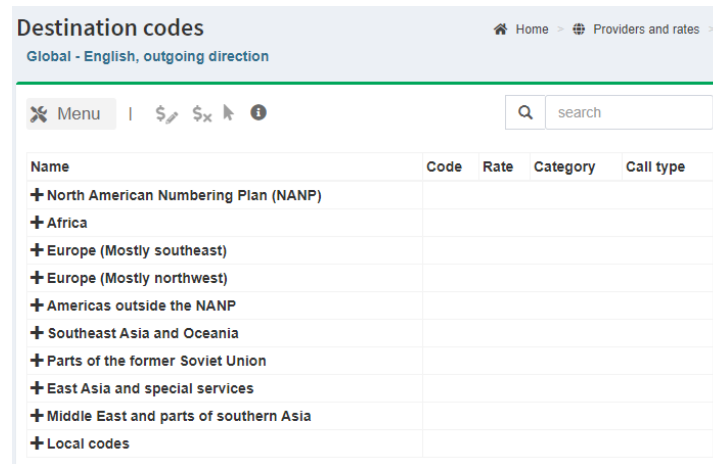 Destination codes
Home > Providers and rates >
Global - English, outgoing direction
Menu | $ $x
search
Name Code Rate Category Call type
North American Numbering Plan (NANP)
Africa
Europe (Mostly southeast)
Europe (Mostly northwest)
Americas outside the NANP
Southeast Asia and Oceania
Parts of the former Soviet Union
East Asia and special services
Middle East and parts of southern Asia
Local codes